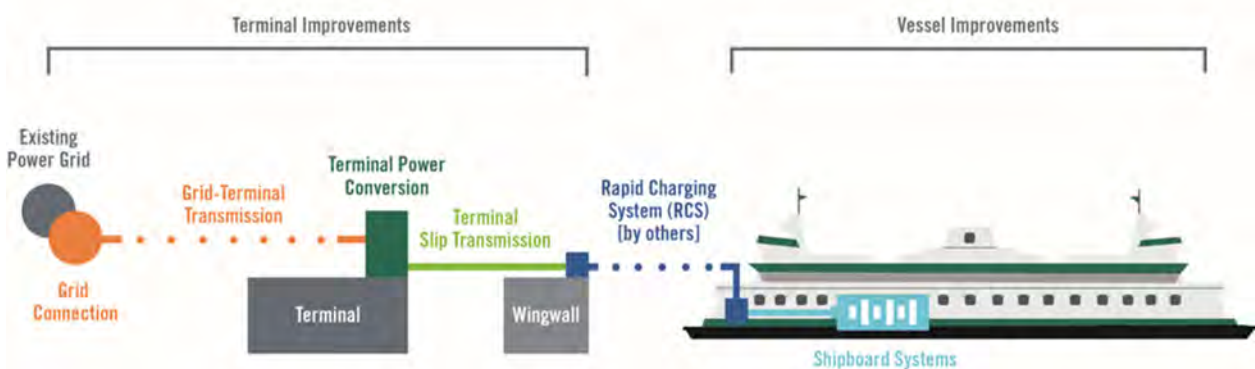 Terminal Improvements
Vessel Improvements
Existing
Power Grid
Grid-Terminal
Transmission
Terminal Power
Conversion
Terminal
Slip Transmission
Rapid Charging
System (RCS)
[by others]
Grid
Connection
Terminal
Wingwall
Shipboard Systems